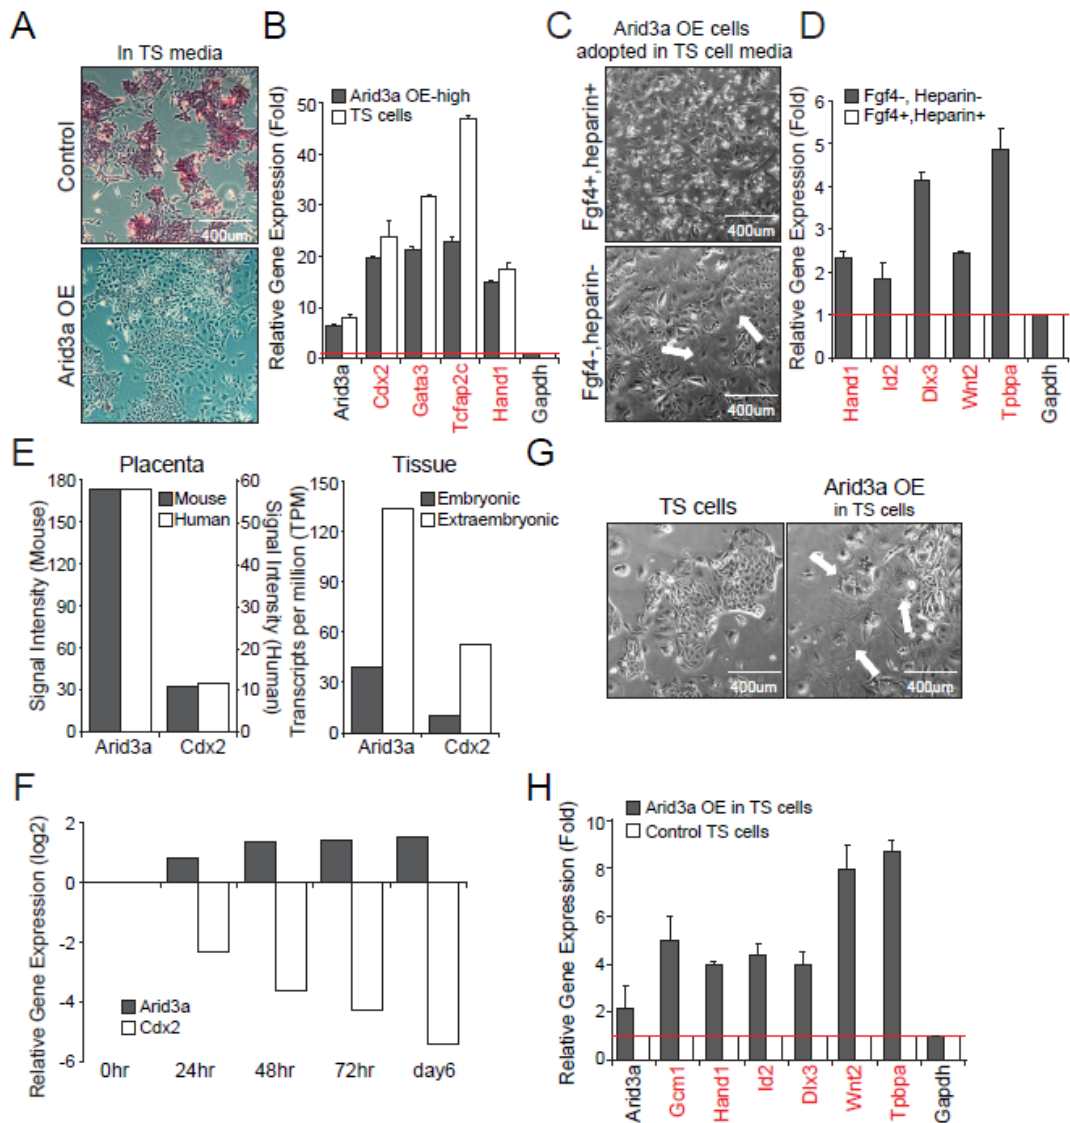 A
In TS media
Control
400um
Arid3a OE
B
Arid3a OE-high
TS cells
Relative Gene Expression (Fold)
50
40
30
20
10
0
Arid3a
Cdx2
Gata3
Tcfap2c
Hand1
Gapdh
C
Arid3a OE cells
adopted in TS cell media
Fgf4+,heparin+
400um
Fgf4-,heparin-
400um
D
Fgf4-, Heparin-
Fgf4+,Heparin+
Relative Gene Expression (Fold)
6
5
4
3
2
1
0
Hand1
Id2
Dlx3
Wnt2
Tpbpa
Gapdh
E
Placenta
Mouse
Human
Signal Intensity (Mouse)
180
150
120
90
60
30
0
Signal Intensity (Human)
60
50
40
30
20
10
0
Arid3a
Cdx2
Tissue
Embryonic
Extraembryonic
Transcripts per million (TPM)
150
120
90
60
30
0
Arid3a
Cdx2
G
TS cells
400um
Arid3a OE
in TS cells
400um
F
Relative Gene Expression (log2)
2
0
-2
-4
-6
Arid3a
Cdx2
0hr
24hr
48hr
72hr
day6
H
Arid3a OE in TS cells
Control TS cells
Relative Gene Expression (Fold)
10
8
6
4
2
0
Arid3a
Gcm1
Hand1
Id2
Dlx3
Wnt2
Tpbpa
Gapdh